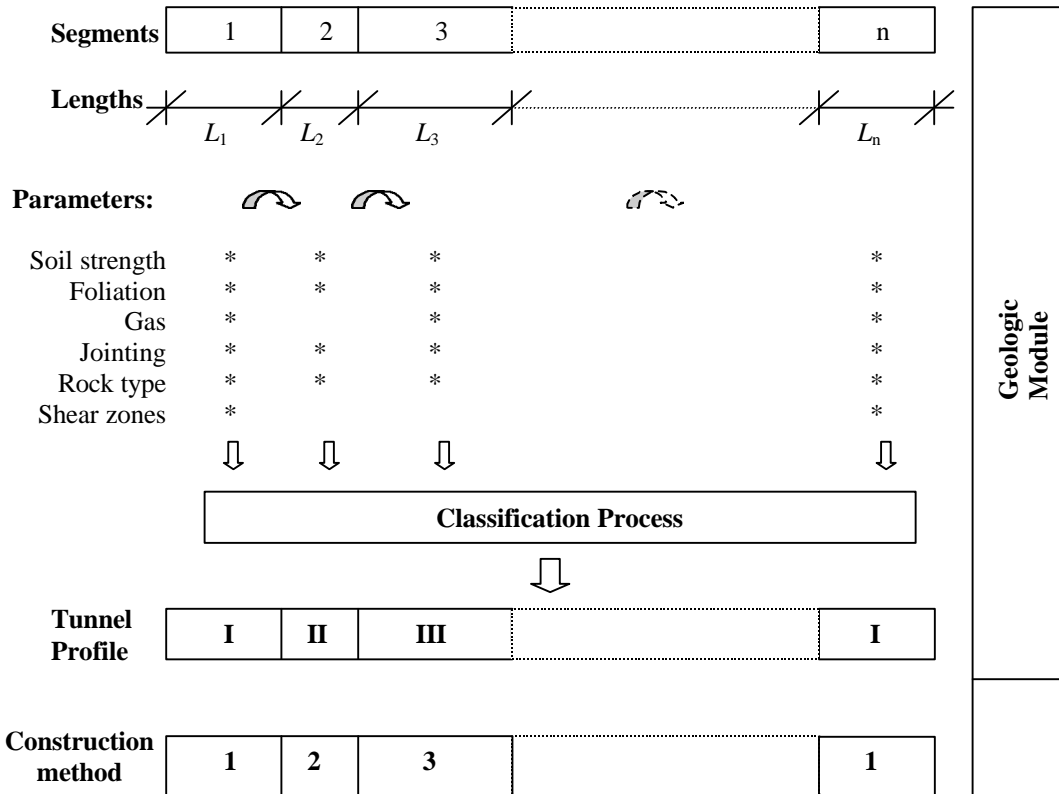 Segments 1 2 3 n
Lengths
L1 L2 L3 Ln
Parameters:
Soil strength * * * *
Foliation * * * *
Gas * * *
Jointing * * * *
Rock type * * * *
Shear zones * *
Classification Process
Tunnel
Profile
I II III I
Construction
method
1 2 3 1
Geologic
Module